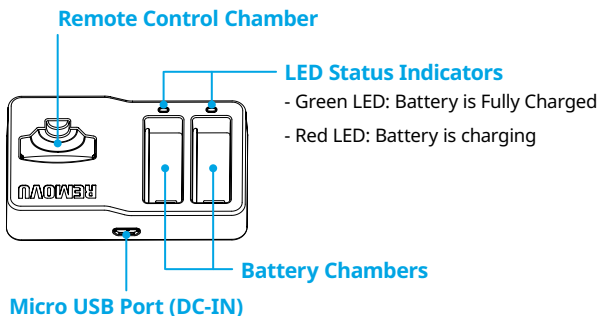 Remote Control Chamber
LED Status Indicators
- Green LED: Battery is Fully Charged
- Red LED: Battery is charging
REMOVU
Battery Chambers
Micro USB Port (DC-IN)